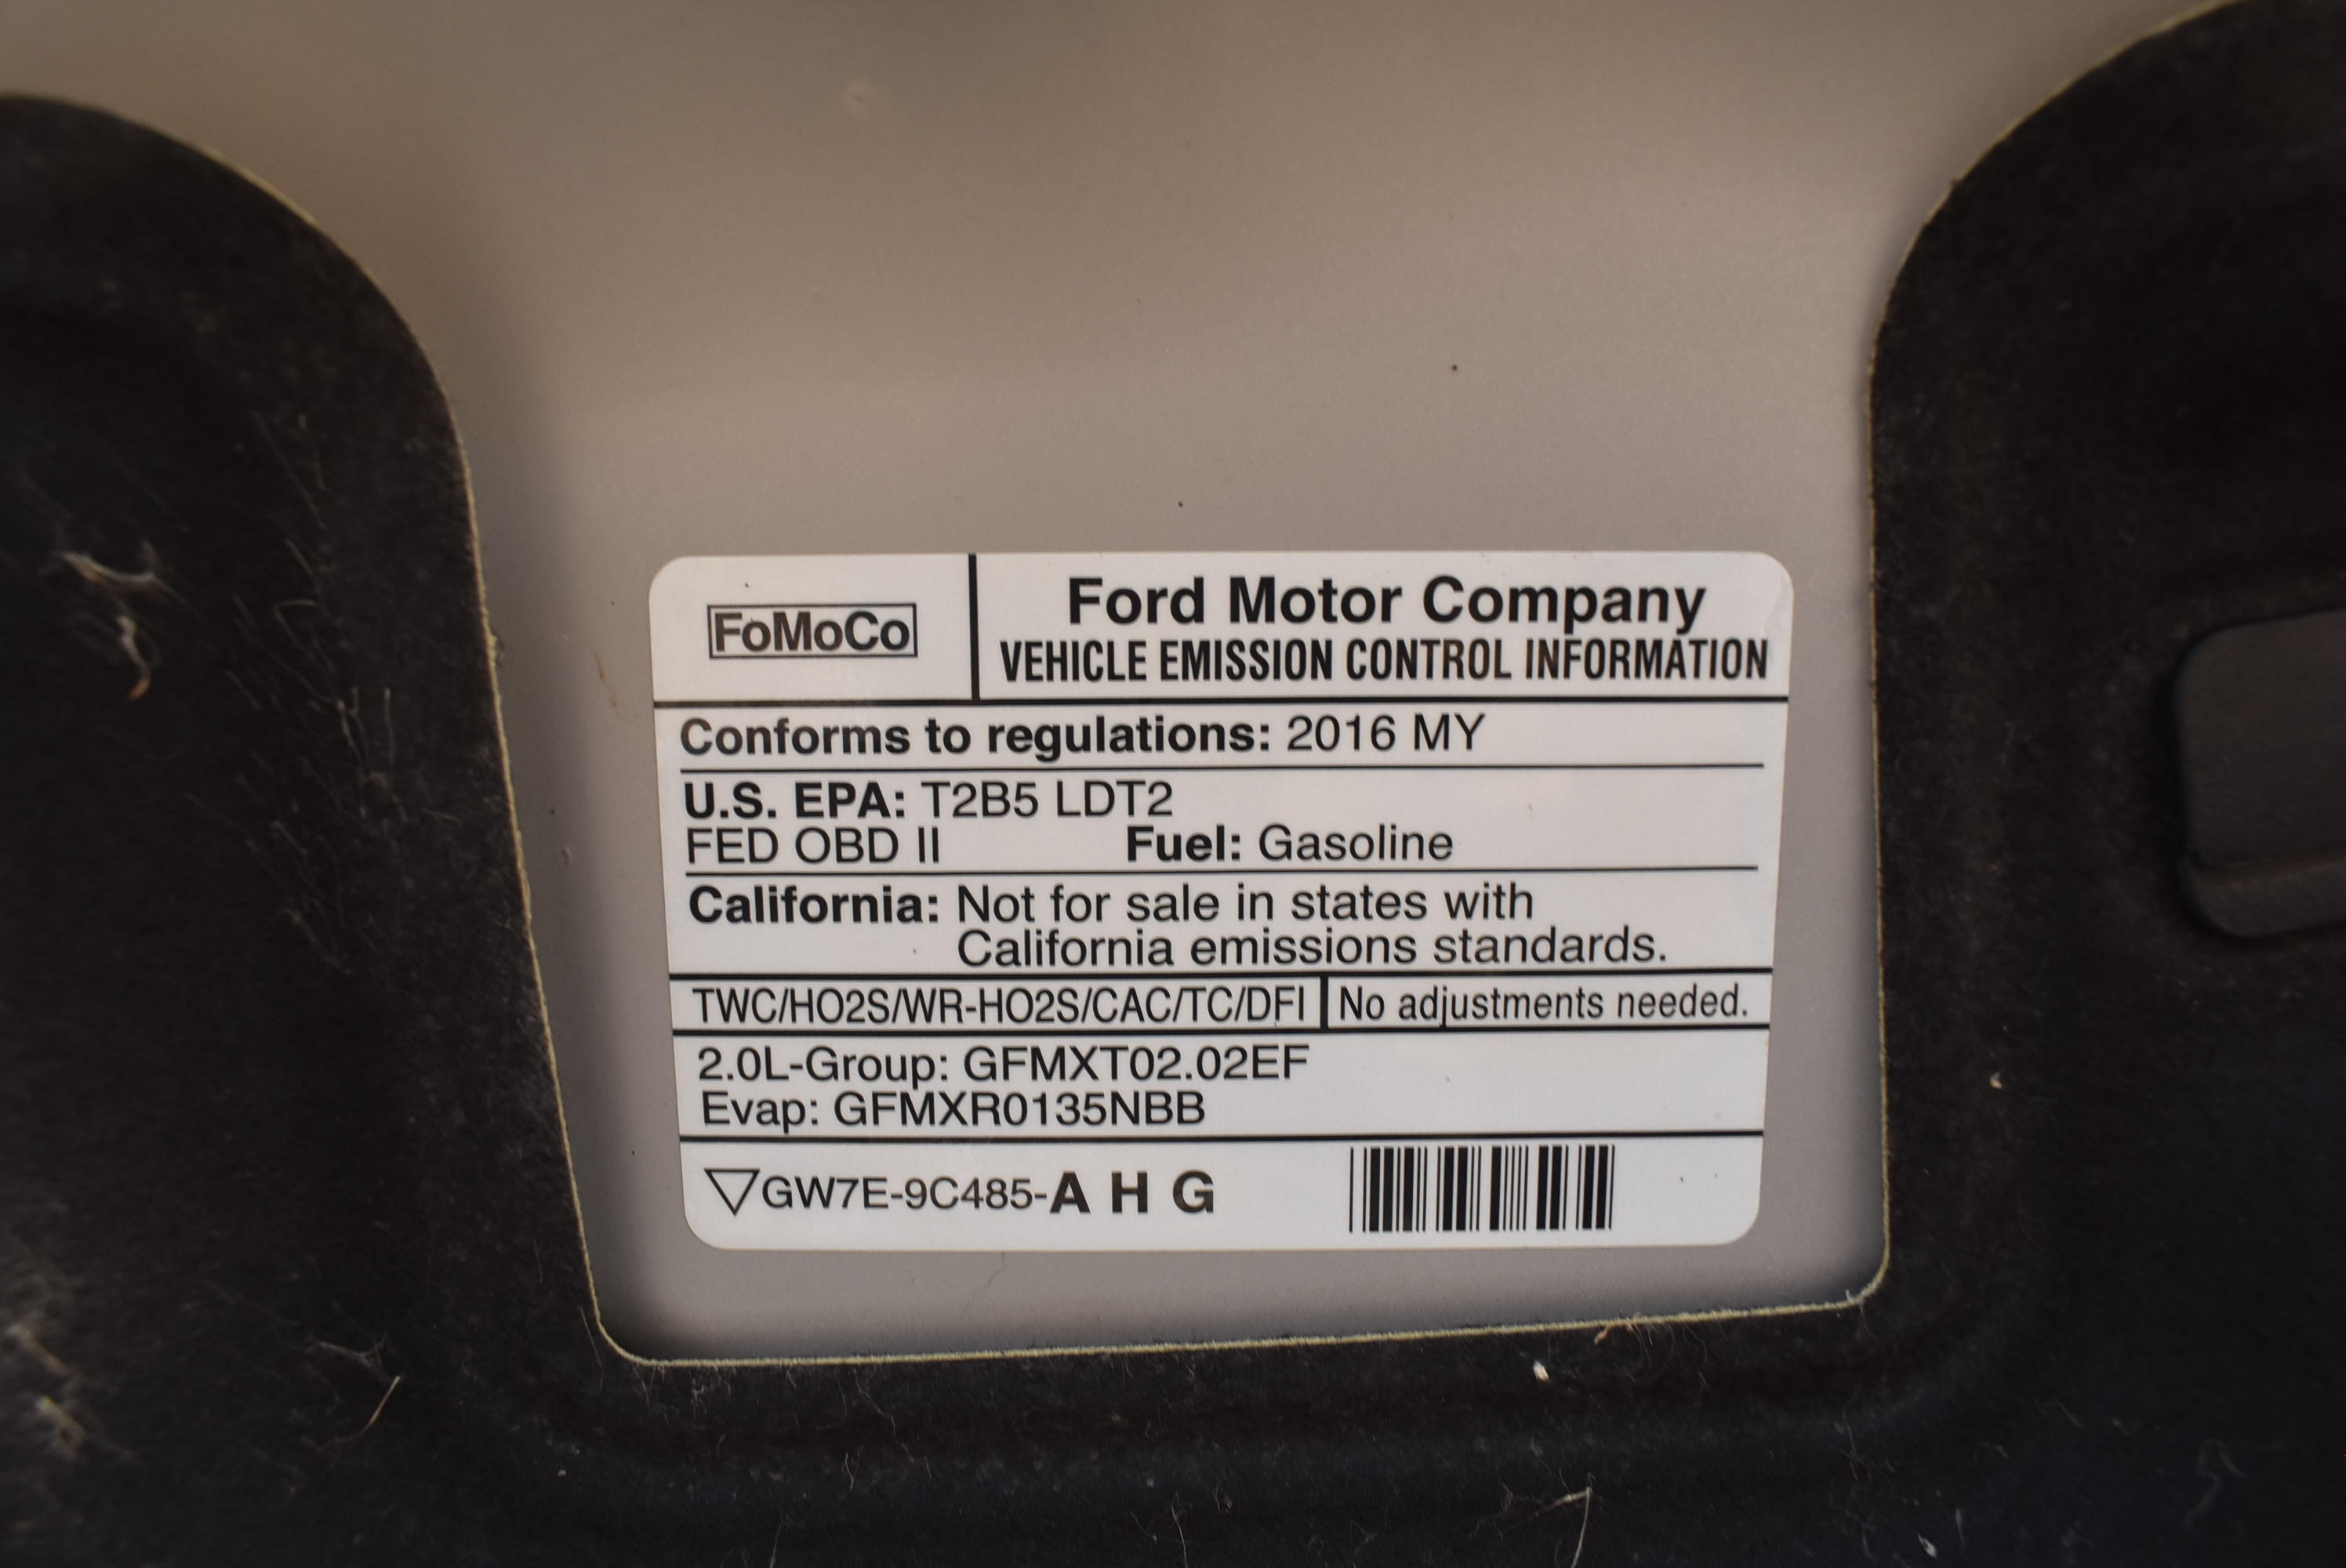 FoMoCo
Ford Motor Company
VEHICLE EMISSION CONTROL INFORMATION
Conforms to regulations: 2016 MY
U.S. EPA: T2B5 LDT2
FED OBD II Fuel: Gasoline
California: Not for sale in states with
California emissions standards.
TWC/HO2S/WR-HO2S/CAC/TC/DFI No adjustments needed.
2.0L-Group: GFMXT02.02EF
Evap: GFMXR0135NBB
GW7E-9C485-A H G